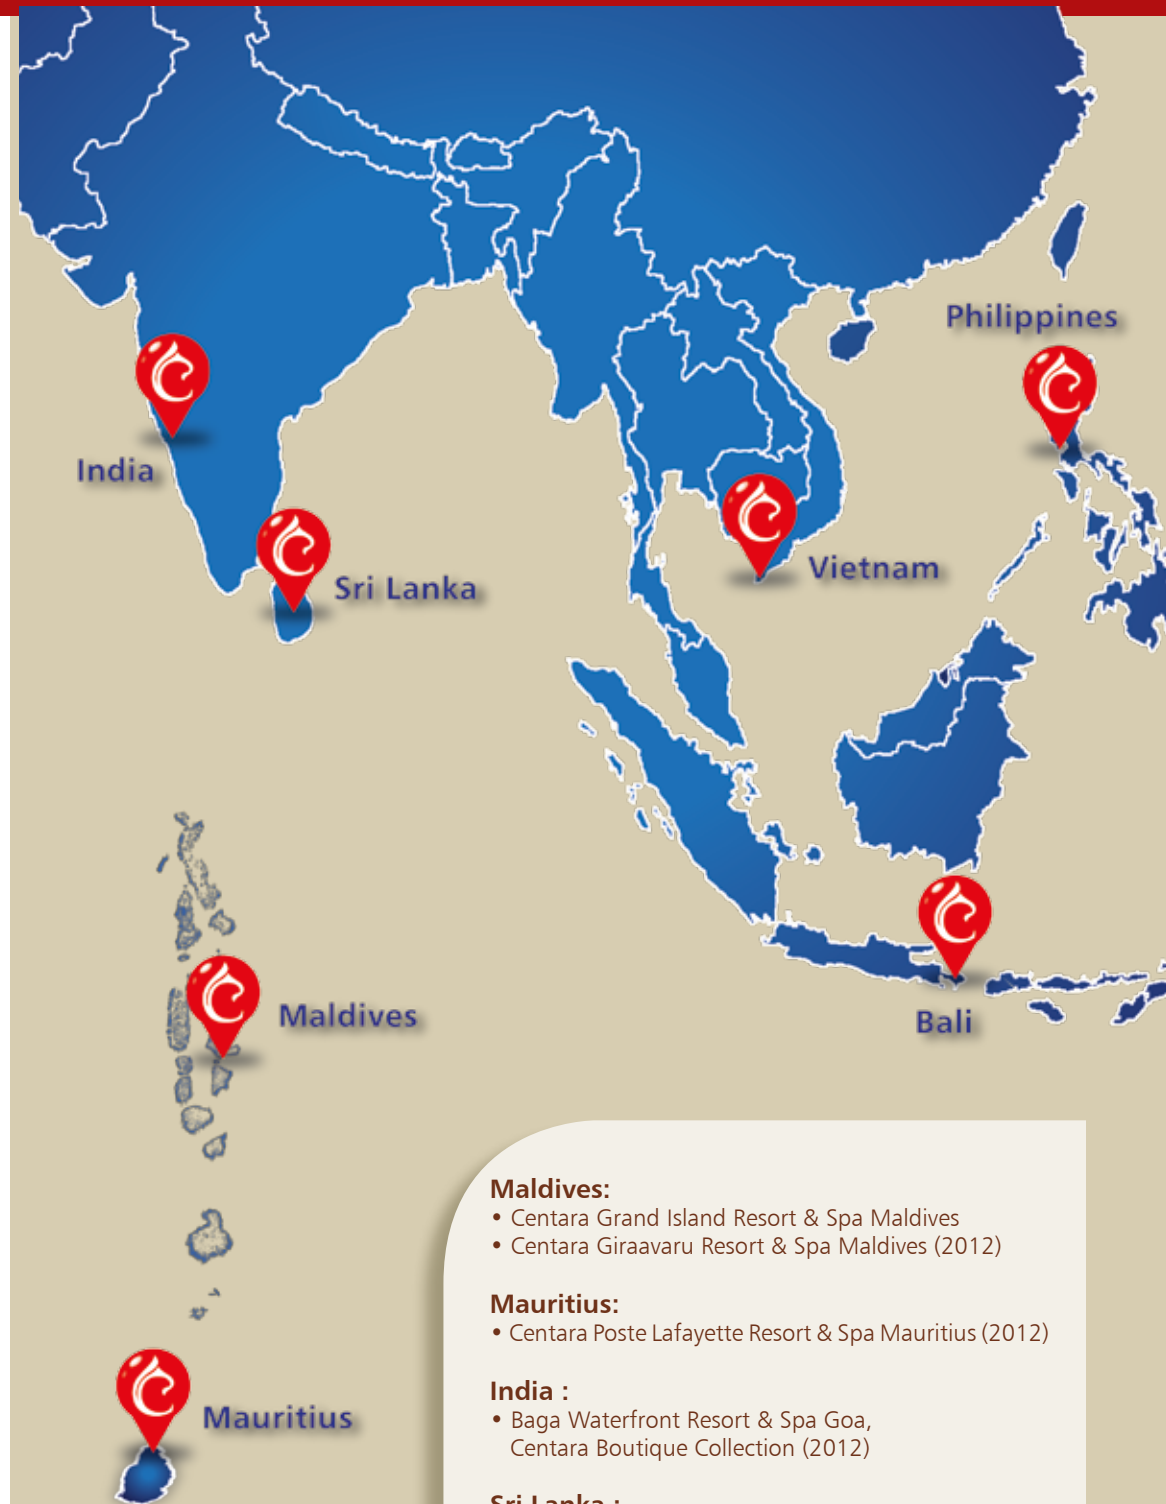 Philippines
India
Sri Lanka
Vietnam
Maldives
Bali
Mauritius
Maldives:
• Centara Grand Island Resort & Spa Maldives
• Centara Giraavaru Resort & Spa Maldives (2012)
Mauritius:
• Centara Poste Lafayette Resort & Spa Mauritius (2012)
India :
• Baga Waterfront Resort & Spa Goa,
Centara Boutique Collection (2012)
Sri Lanka :